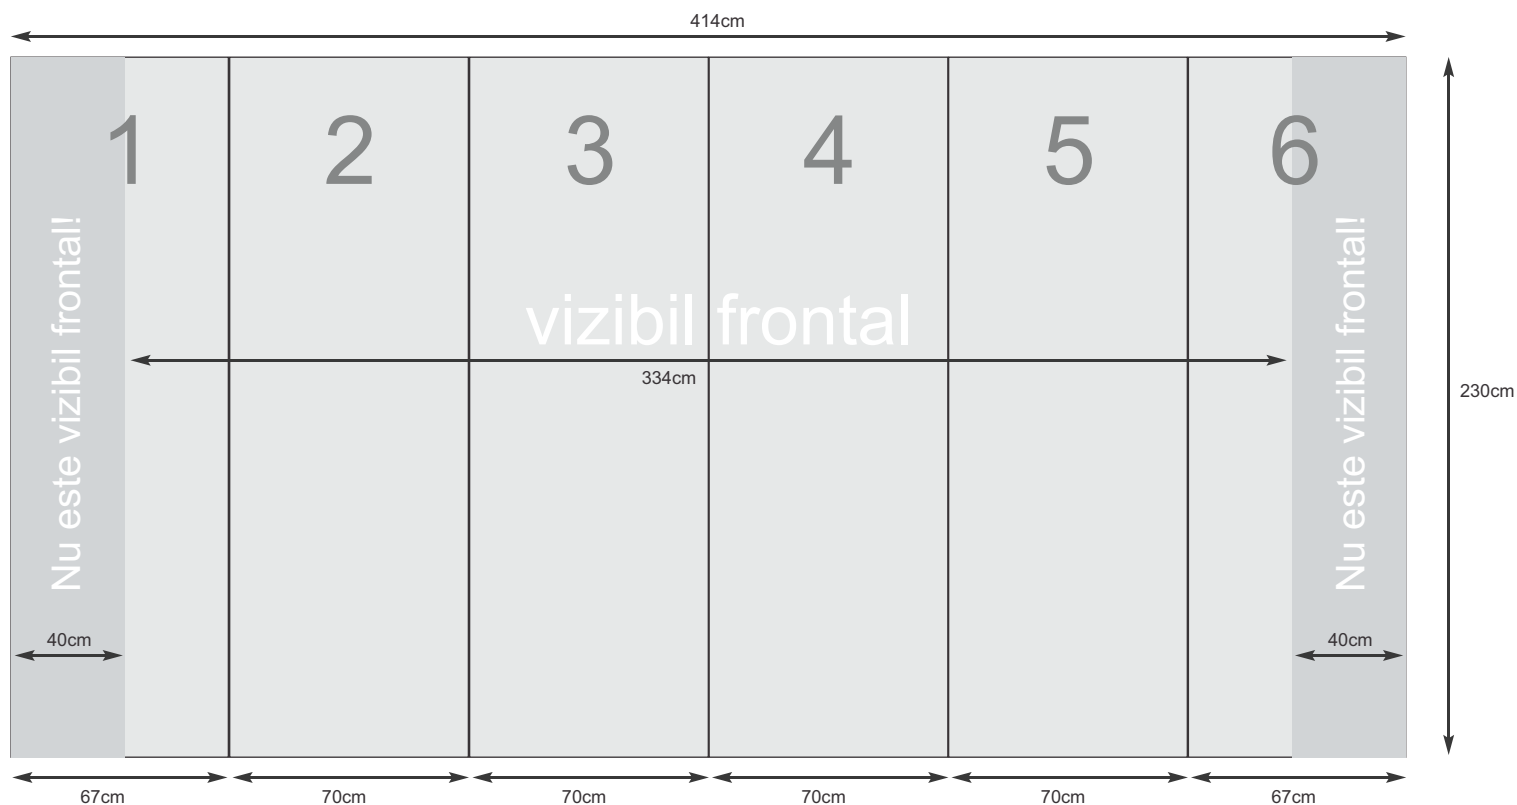 414cm
1
2
3
4
5
6
Nu este vizibil frontal!
vizibil frontal
Nu este vizibil frontal!
334cm
230cm
40cm
40cm
67cm
70cm
70cm
70cm
70cm
67cm